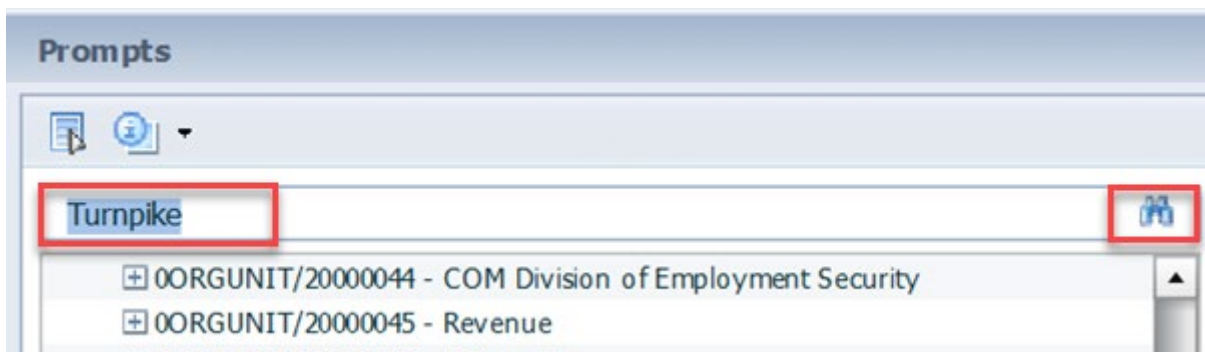 Prompts
Turnpike
0ORGUNIT/20000044 - COM Division of Employment Security
0ORGUNIT/20000045 - Revenue